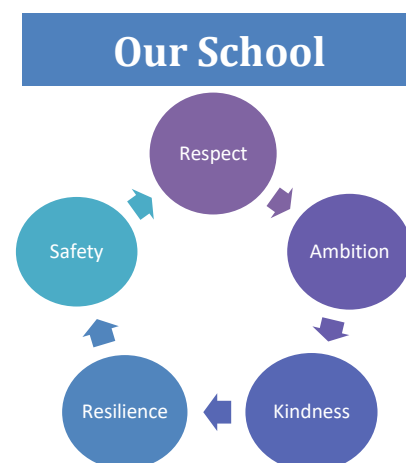 Our School
Respect
Ambition
Kindness
Resilience
Safety